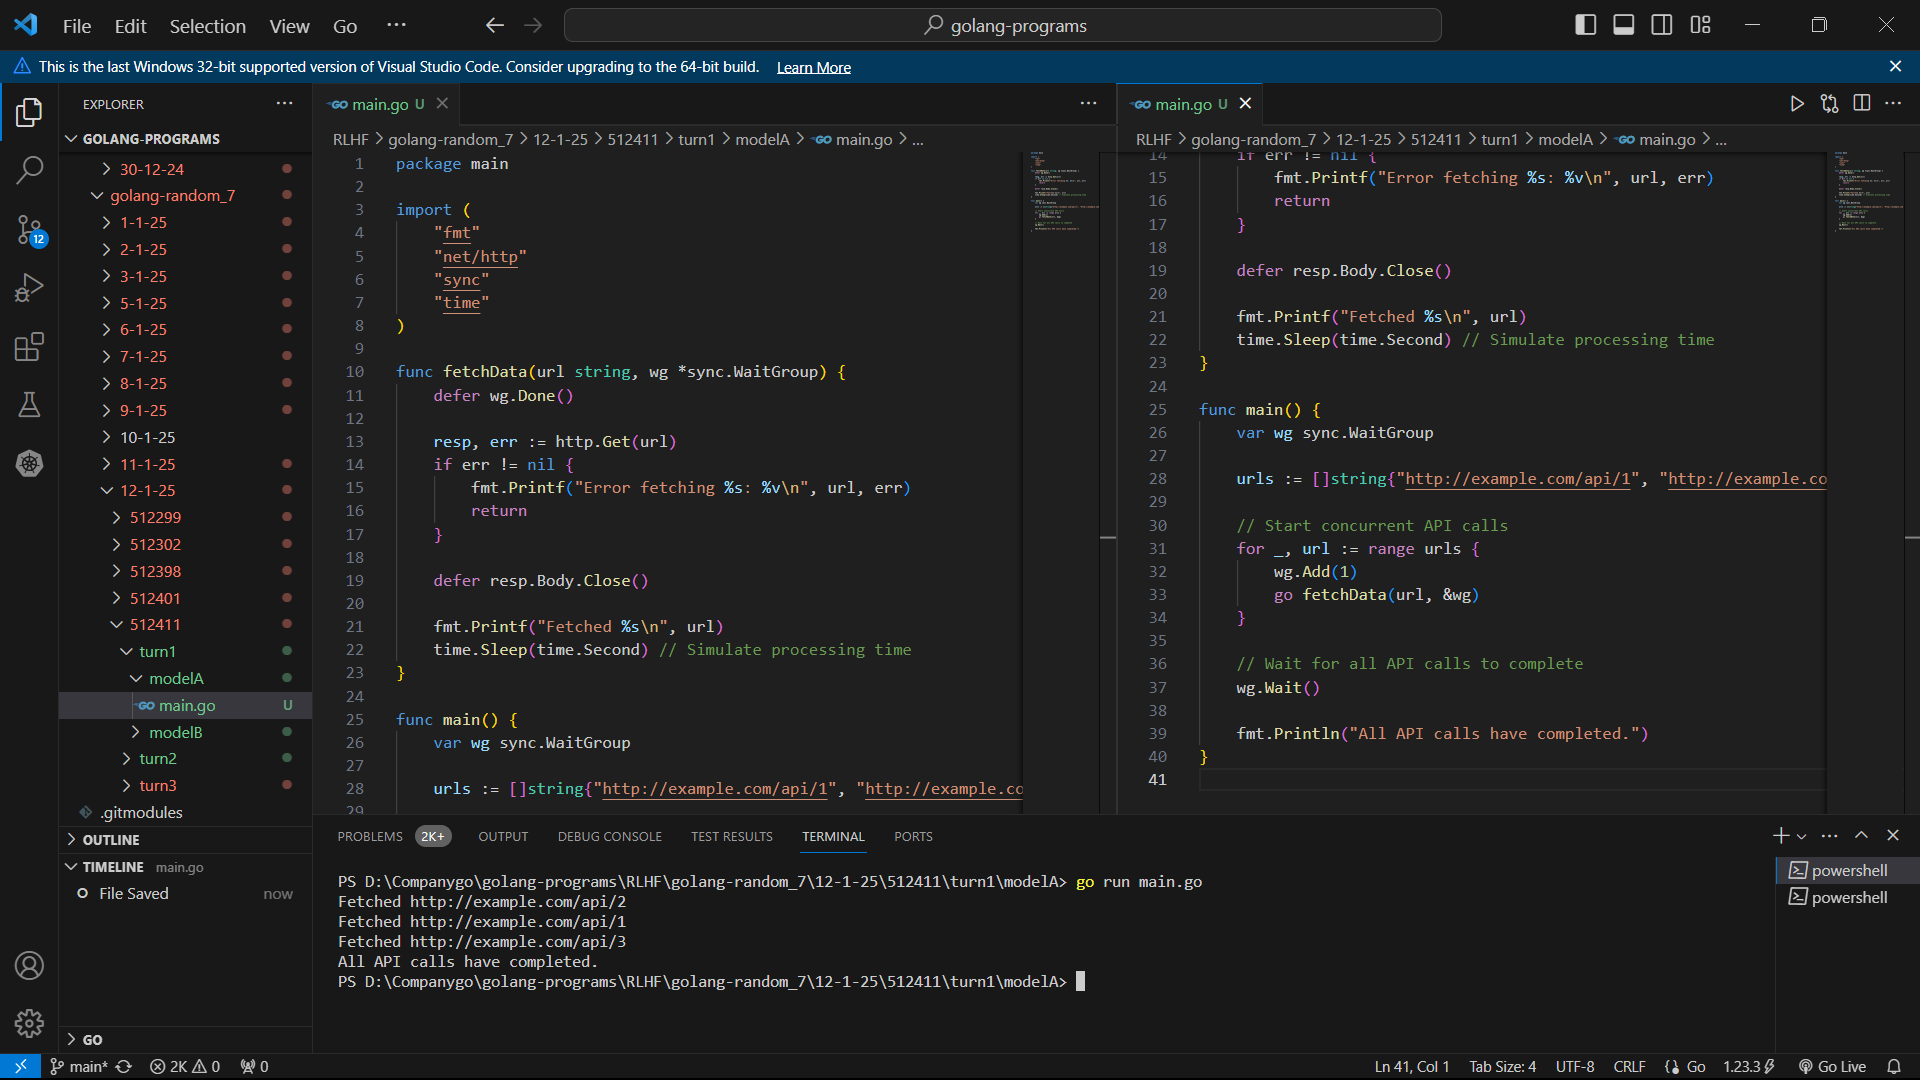 File Edit Selection View Go ···
golang-programs
This is the last Windows 32-bit supported version of Visual Studio Code. Consider upgrading to the 64-bit build. Learn More
EXPLORER
GOLANG-PROGRAMS
30-12-24
golang-random_7
1-1-25
2-1-25
3-1-25
5-1-25
6-1-25
7-1-25
8-1-25
9-1-25
10-1-25
11-1-25
12-1-25
512299
512302
512398
512401
512411
turn1
modelA
main.go U
modelB
turn2
turn3
.gitmodules
OUTLINE
TIMELINE main.go
File Saved now
GO
12
main.go U
RLHF > golang-random_7 > 12-1-25 > 512411 > turn1 > modelA > main.go > ...
1 package main
2
3 import (
4 "fmt"
5 "net/http"
6 "sync"
7 "time"
8 )
9
10 func fetchData(url string, wg *sync.WaitGroup) {
11 defer wg.Done()
12
13 resp, err := http.Get(url)
14 if err != nil {
15 fmt.Printf("Error fetching %s: %v\n", url, err)
16 return
17 }
18
19 defer resp.Body.Close()
20
21 fmt.Printf("Fetched %s\n", url)
22 time.Sleep(time.Second) // Simulate processing time
23 }
24
25 func main() {
26 var wg sync.WaitGroup
27
28 urls := []string{"http://example.com/api/1", "http://example.co
29
main.go U
RLHF > golang-random_7 > 12-1-25 > 512411 > turn1 > modelA > main.go > ...
14 if err != nil {
15 fmt.Printf("Error fetching %s: %v\n", url, err)
16 return
17 }
18
19 defer resp.Body.Close()
20
21 fmt.Printf("Fetched %s\n", url)
22 time.Sleep(time.Second) // Simulate processing time
23 }
24
25 func main() {
26 var wg sync.WaitGroup
27
28 urls := []string{"http://example.com/api/1", "http://example.co
29
30 // Start concurrent API calls
31 for _, url := range urls {
32 wg.Add(1)
33 go fetchData(url, &wg)
34 }
35
36 // Wait for all API calls to complete
37 wg.Wait()
38
39 fmt.Println("All API calls have completed.")
40 }
41
PROBLEMS 2K+ OUTPUT DEBUG CONSOLE TEST RESULTS TERMINAL PORTS
PS D:\Companygo\golang-programs\RLHF\golang-random_7\12-1-25\512411\turn1\modelA> go run main.go
Fetched http://example.com/api/2
Fetched http://example.com/api/1
Fetched http://example.com/api/3
All API calls have completed.
PS D:\Companygo\golang-programs\RLHF\golang-random_7\12-1-25\512411\turn1\modelA>
powershell
powershell
main* 2K 0 0 Ln 41, Col 1 Tab Size: 4 UTF-8 CRLF Go 1.23.3 Go Live